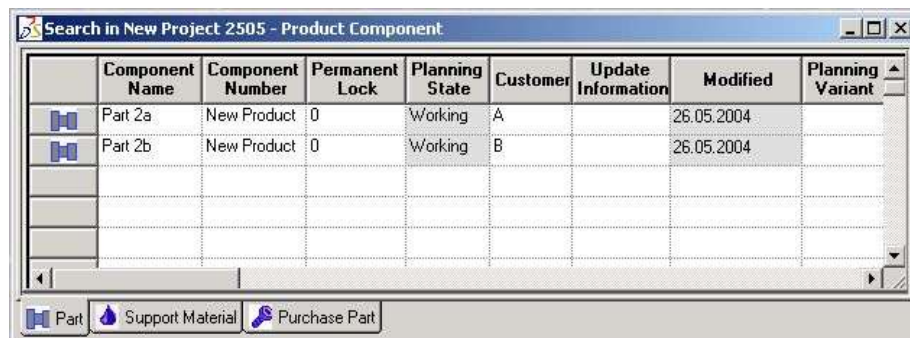 Search in New Project 2505 - Product Component
Component Name Component Number Permanent Lock Planning State Customer Update Information Modified Planning Variant
Part 2a New Product 0 Working A 26.05.2004
Part 2b New Product 0 Working B 26.05.2004
Part Support Material Purchase Part